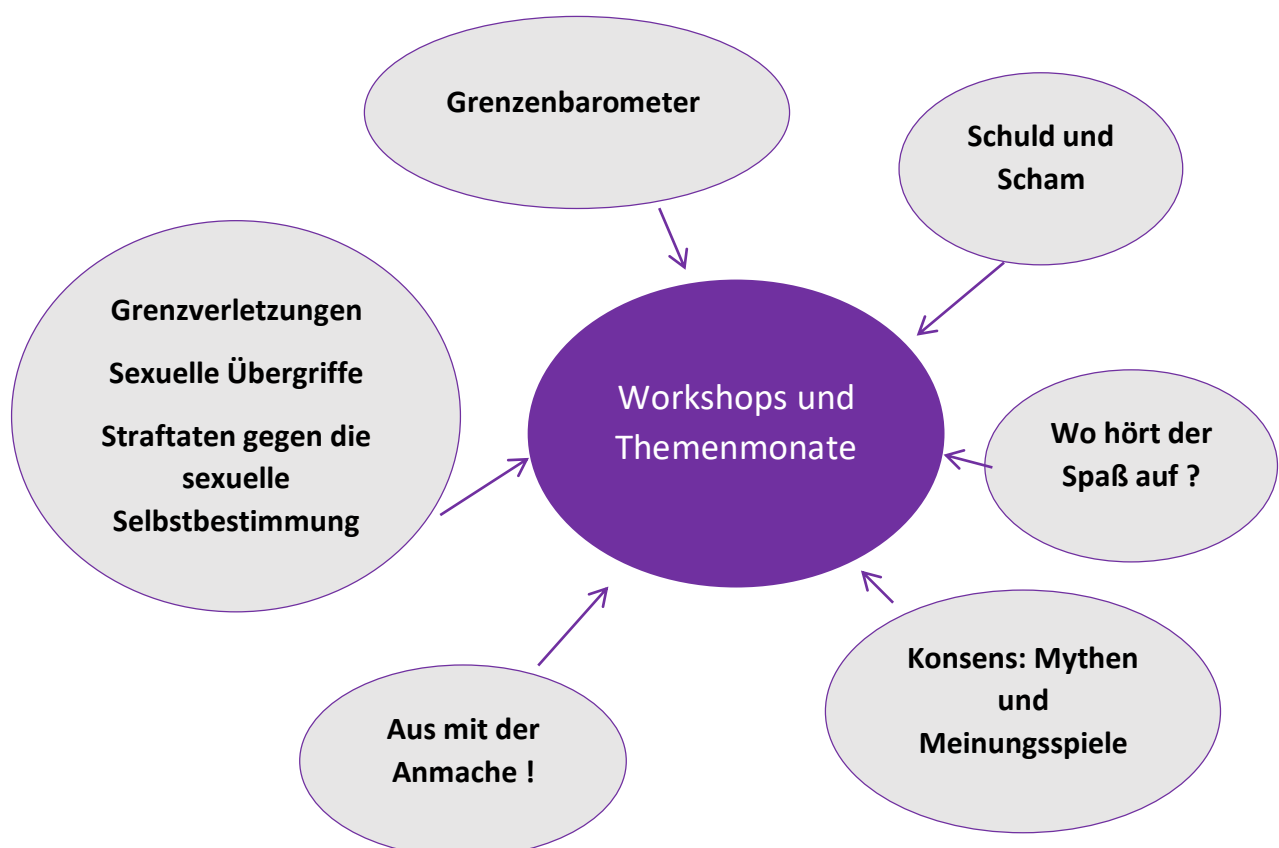 Grenzenbarometer
Schuld und
Scham
Grenzverletzungen
Sexuelle Übergriffe
Straftaten gegen die
sexuelle
Selbstbestimmung
Workshops und
Themenmonate
Wo hört der
Spaß auf ?
Aus mit der
Anmache !
Konsens: Mythen
und
Meinungsspiele